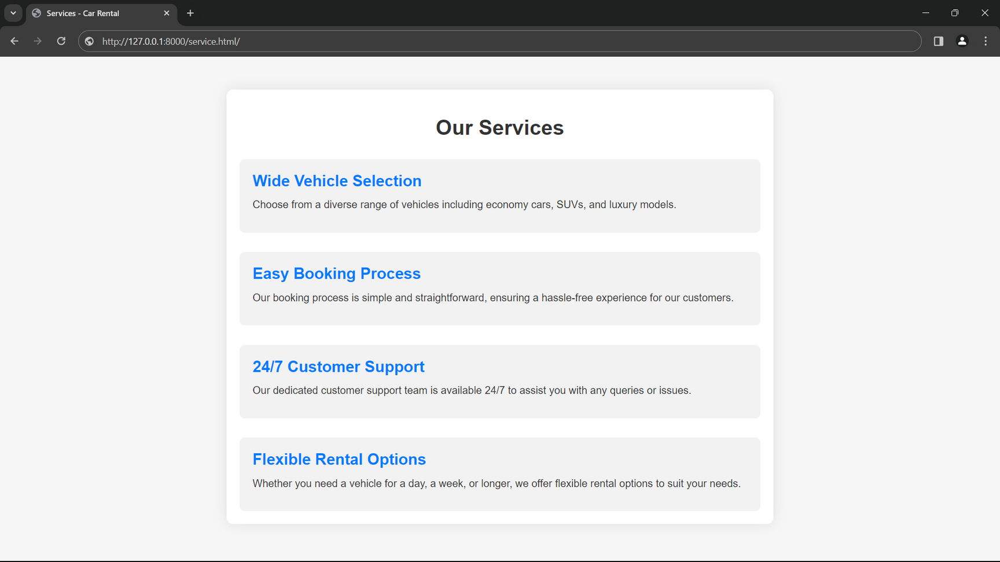 Services - Car Rental
http://127.0.0.1:8000/service.html/
Our Services
Wide Vehicle Selection
Choose from a diverse range of vehicles including economy cars, SUVs, and luxury models.
Easy Booking Process
Our booking process is simple and straightforward, ensuring a hassle-free experience for our customers.
24/7 Customer Support
Our dedicated customer support team is available 24/7 to assist you with any queries or issues.
Flexible Rental Options
Whether you need a vehicle for a day, a week, or longer, we offer flexible rental options to suit your needs.